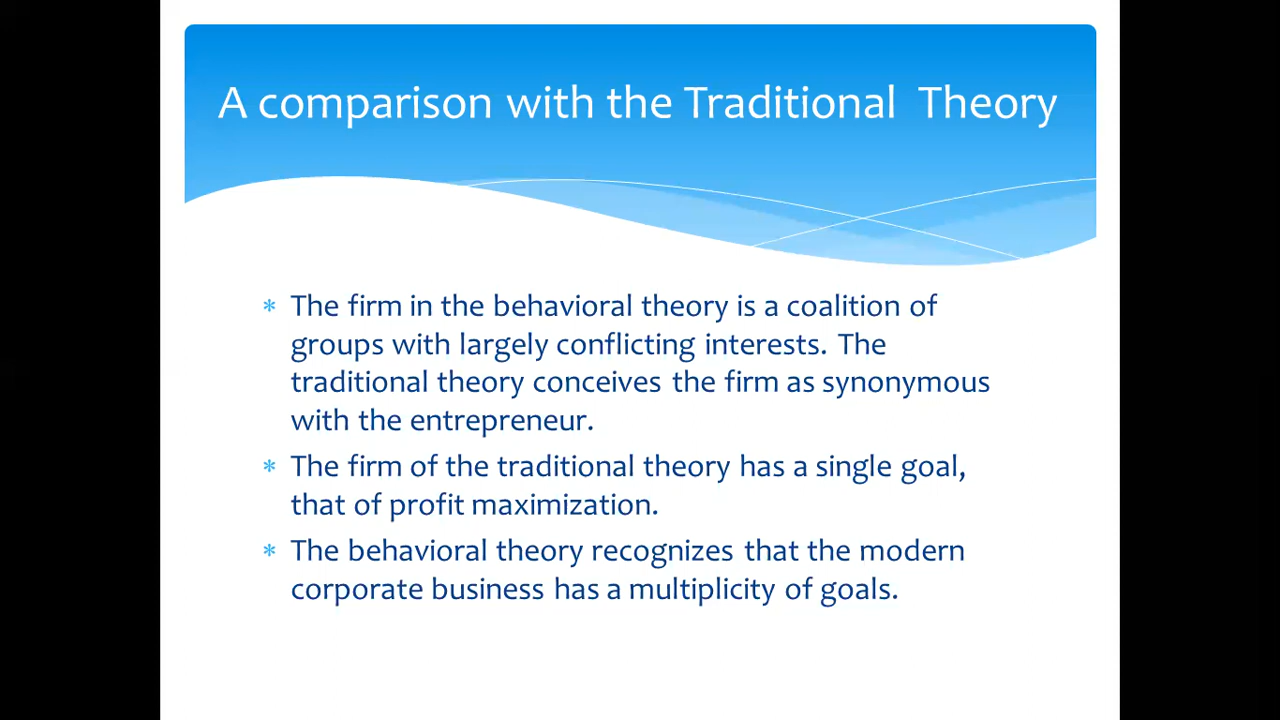 A comparison with the Traditional  Theory
* The firm in the behavioral theory is a coalition of
groups with largely conflicting interests. The
traditional theory conceives the firm as synonymous
with the entrepreneur.
* The firm of the traditional theory has a single goal,
that of profit maximization.
* The behavioral theory recognizes that the modern
corporate business has a multiplicity of goals.